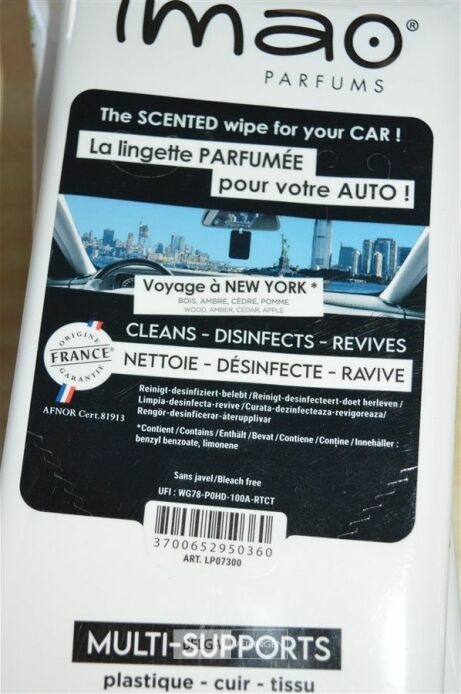 imao®
PARFUMS
The SCENTED wipe for your CAR !
La lingette PARFUMÉE
pour votre AUTO !
Voyage à NEW YORK *
BOIS, AMBRE, CÈDRE, POMME
WOOD, AMBER, CEDAR, APPLE
CLEANS - DISINFECTS - REVIVES
NETTOIE - DÉSINFECTE - RAVIVE
ORIGINE
FRANCE
GARANTIE
AFNOR Cert.81913
Reinigt-desinfiziert-belebt / Reinigt-desinfecteert-doet herleven /
Limpia-desinfecta-revive / Curata-dezinfecteaza-revigoreaza/
Rengör-desinficerar-återupplivar
*Contient / Contains / Enthält / Bevat / Contiene / Conține / Innehåller :
benzyl benzoate, limonene
Sans javel/Bleach free
UFI : WG78-P0HD-100A-RTCT
3700652950360
ART. LP07300
MULTI-SUPPORTS
plastique - cuir - tissu